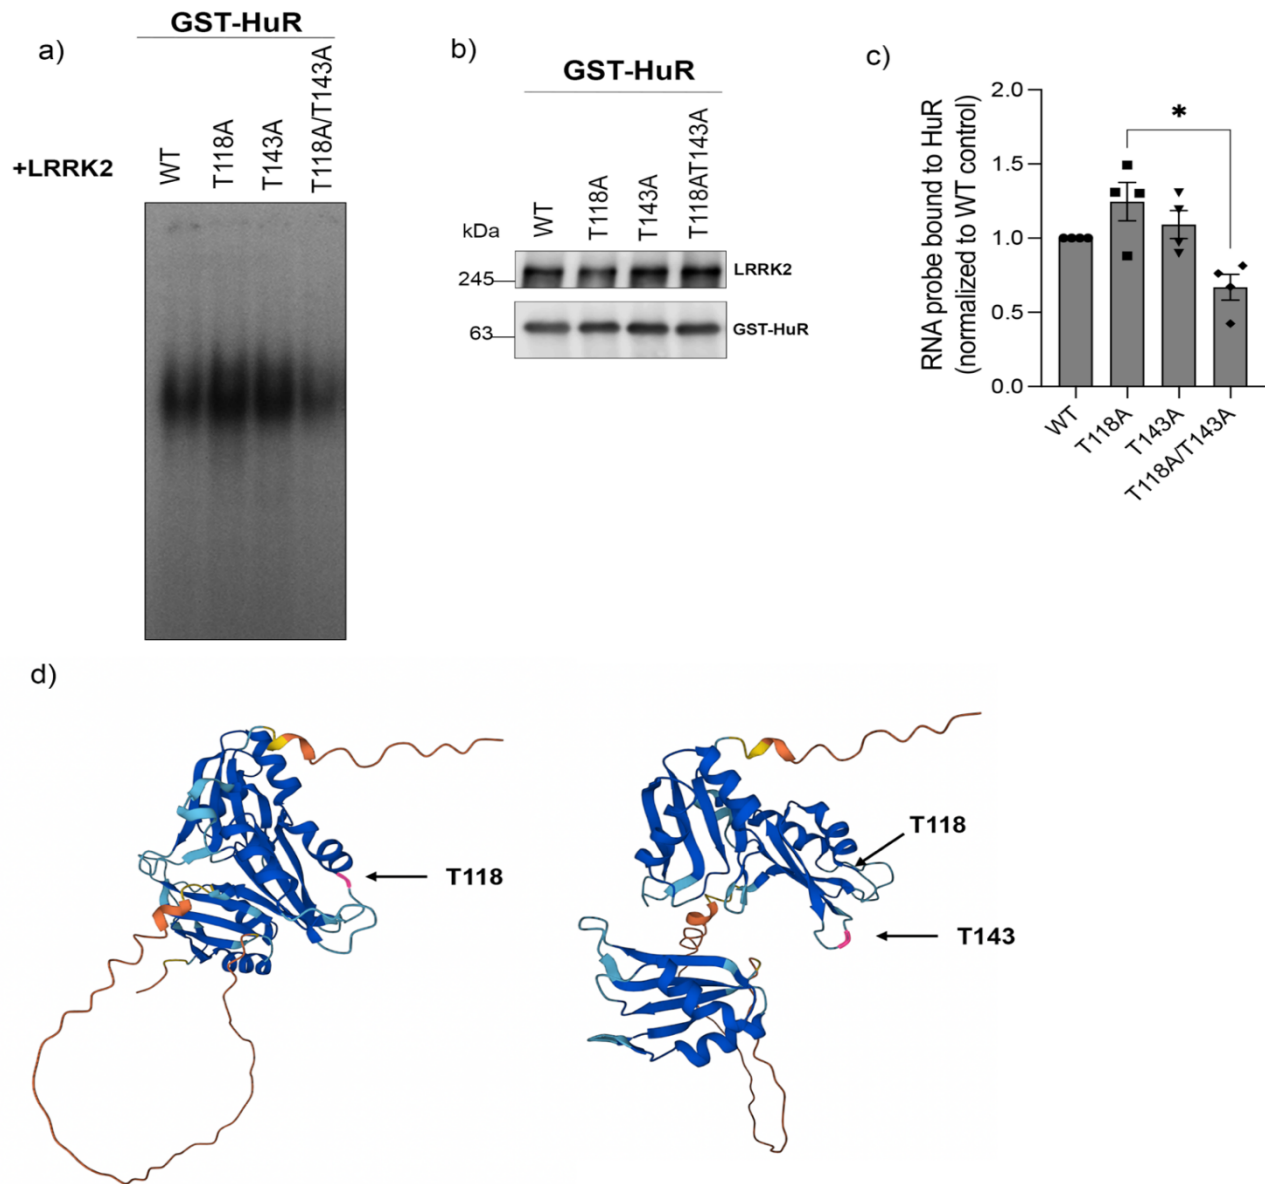 a)
GST-HuR
+LRRK2
WT
T118A
T143A
T118A/T143A
b)
GST-HuR
WT
T118A
T143A
T118AT143A
kDa
245
LRRK2
63
GST-HuR
c)
RNA probe bound to HuR
(normalized to WT control)
2.0
1.5
1.0
0.5
0.0
*
WT
T118A
T143A
T118A/T143A
d)
T118
T118
T143